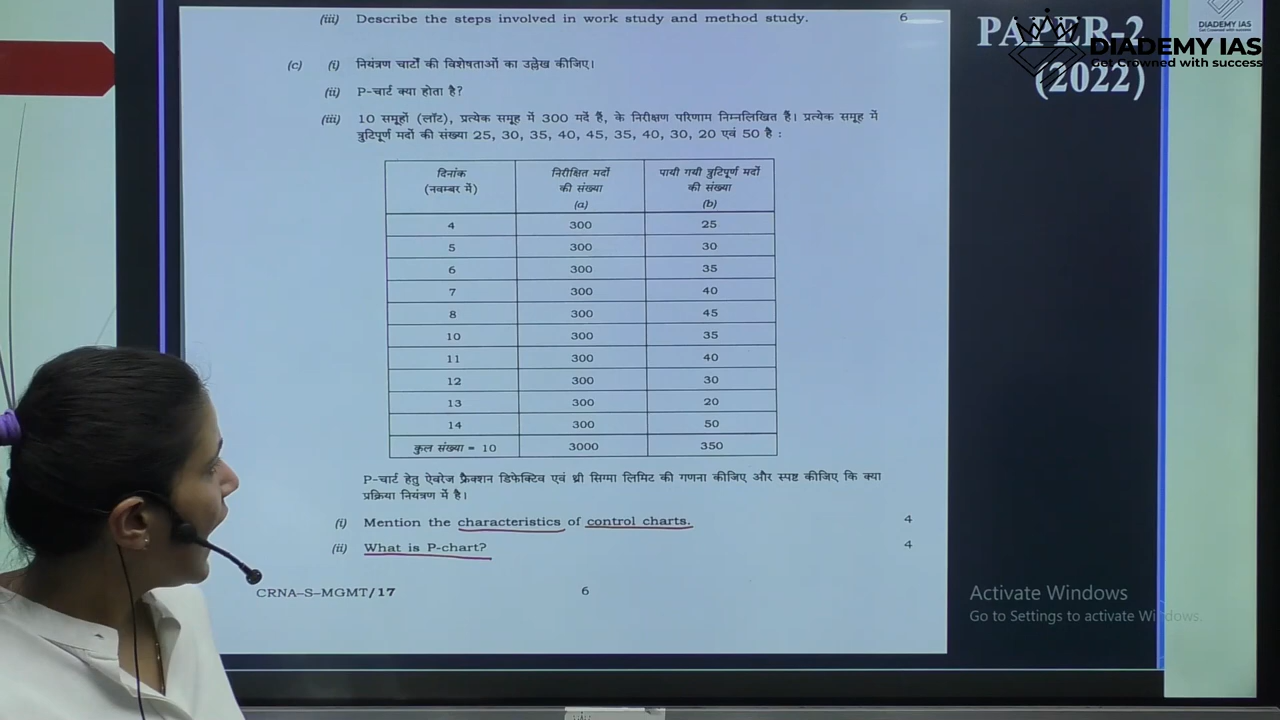 (iii) Describe the steps involved in work study and method study. 6
PAPER-2
(2022)
DIADEMY IAS
Get Crowned with success
DIADEMY IAS
Get Crowned with success
(c) (i) नियंत्रण चार्टों की विशेषताओं का उल्लेख कीजिए।
(ii) P-चार्ट क्या होता है?
(iii) 10 समूहों (लॉट), प्रत्येक समूह में 300 मदें हैं, के निरीक्षण परिणाम निम्नलिखित हैं। प्रत्येक समूह में
त्रुटिपूर्ण मदों की संख्या 25, 30, 35, 40, 45, 35, 40, 30, 20 एवं 50 है :
दिनांक निरीक्षित मदों पायी गयी त्रुटिपूर्ण मदों
(नवम्बर में) की संख्या की संख्या
(a) (b)
4 300 25
5 300 30
6 300 35
7 300 40
8 300 45
10 300 35
11 300 40
12 300 30
13 300 20
14 300 50
कुल संख्या = 10 3000 350
P-चार्ट हेतु ऐवरेज फ्रैक्शन डिफेक्टिव एवं थ्री सिग्मा लिमिट की गणना कीजिए और स्पष्ट कीजिए कि क्या
प्रक्रिया नियंत्रण में है।
(i) Mention the characteristics of control charts. 4
(ii) What is P-chart? 4
CRNA–S–MGMT/17 6
Activate Windows
Go to Settings to activate Windows.